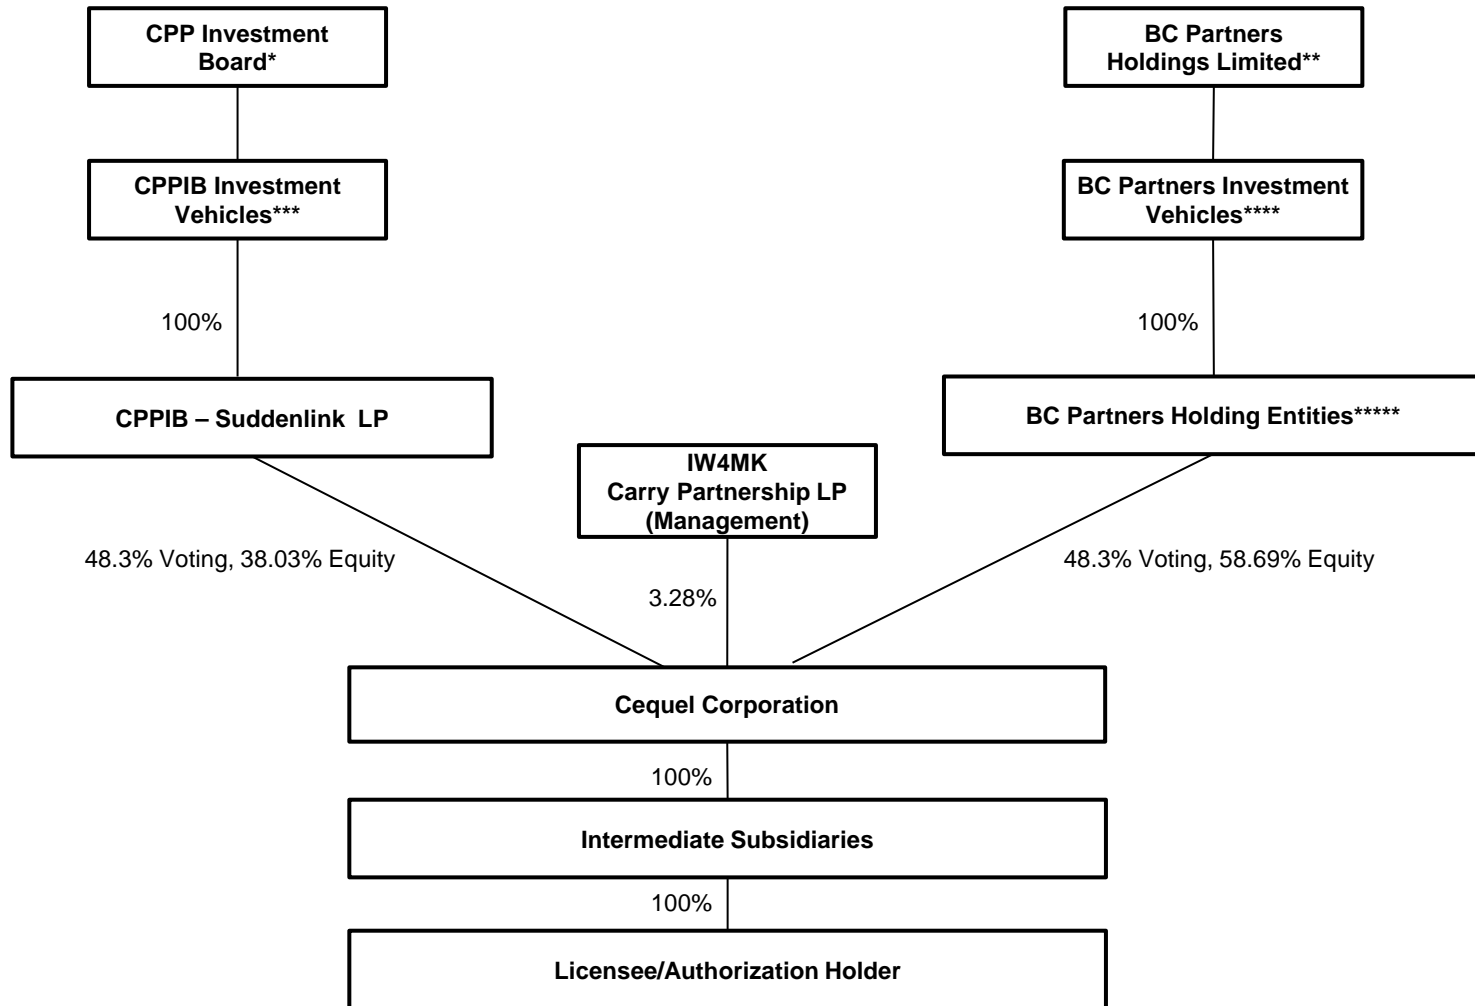 CPP Investment
Board*
BC Partners
Holdings Limited**
CPPIB Investment
Vehicles***
BC Partners Investment
Vehicles****
100%
100%
CPPIB – Suddenlink LP
BC Partners Holding Entities*****
IW4MK
Carry Partnership LP
(Management)
48.3% Voting, 38.03% Equity
48.3% Voting, 58.69% Equity
3.28%
Cequel Corporation
100%
Intermediate Subsidiaries
100%
Licensee/Authorization Holder